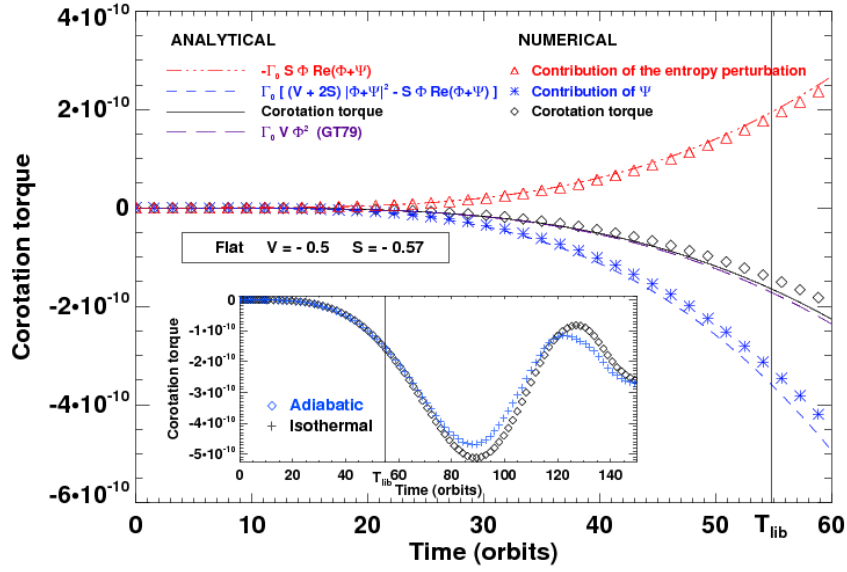 4•10⁻¹⁰
2•10⁻¹⁰
0
-2•10⁻¹⁰
-4•10⁻¹⁰
-6•10⁻¹⁰
Corotation torque
ANALYTICAL
-Γ₀ S Φ Re(Φ+Ψ)
Γ₀ [ (V + 2S) |Φ+Ψ|² - S Φ Re(Φ+Ψ) ]
Corotation torque
Γ₀ V Φ² (GT79)
NUMERICAL
Contribution of the entropy perturbation
Contribution of Ψ
Corotation torque
Flat V = - 0.5 S = - 0.57
0
-1•10⁻¹⁰
-2•10⁻¹⁰
-3•10⁻¹⁰
-4•10⁻¹⁰
-5•10⁻¹⁰
Corotation torque
Adiabatic
Isothermal
0 20 40 T_lib 60 80 100 120 140
Time (orbits)
0 10 20 30 40 50 T_lib 60
Time (orbits)